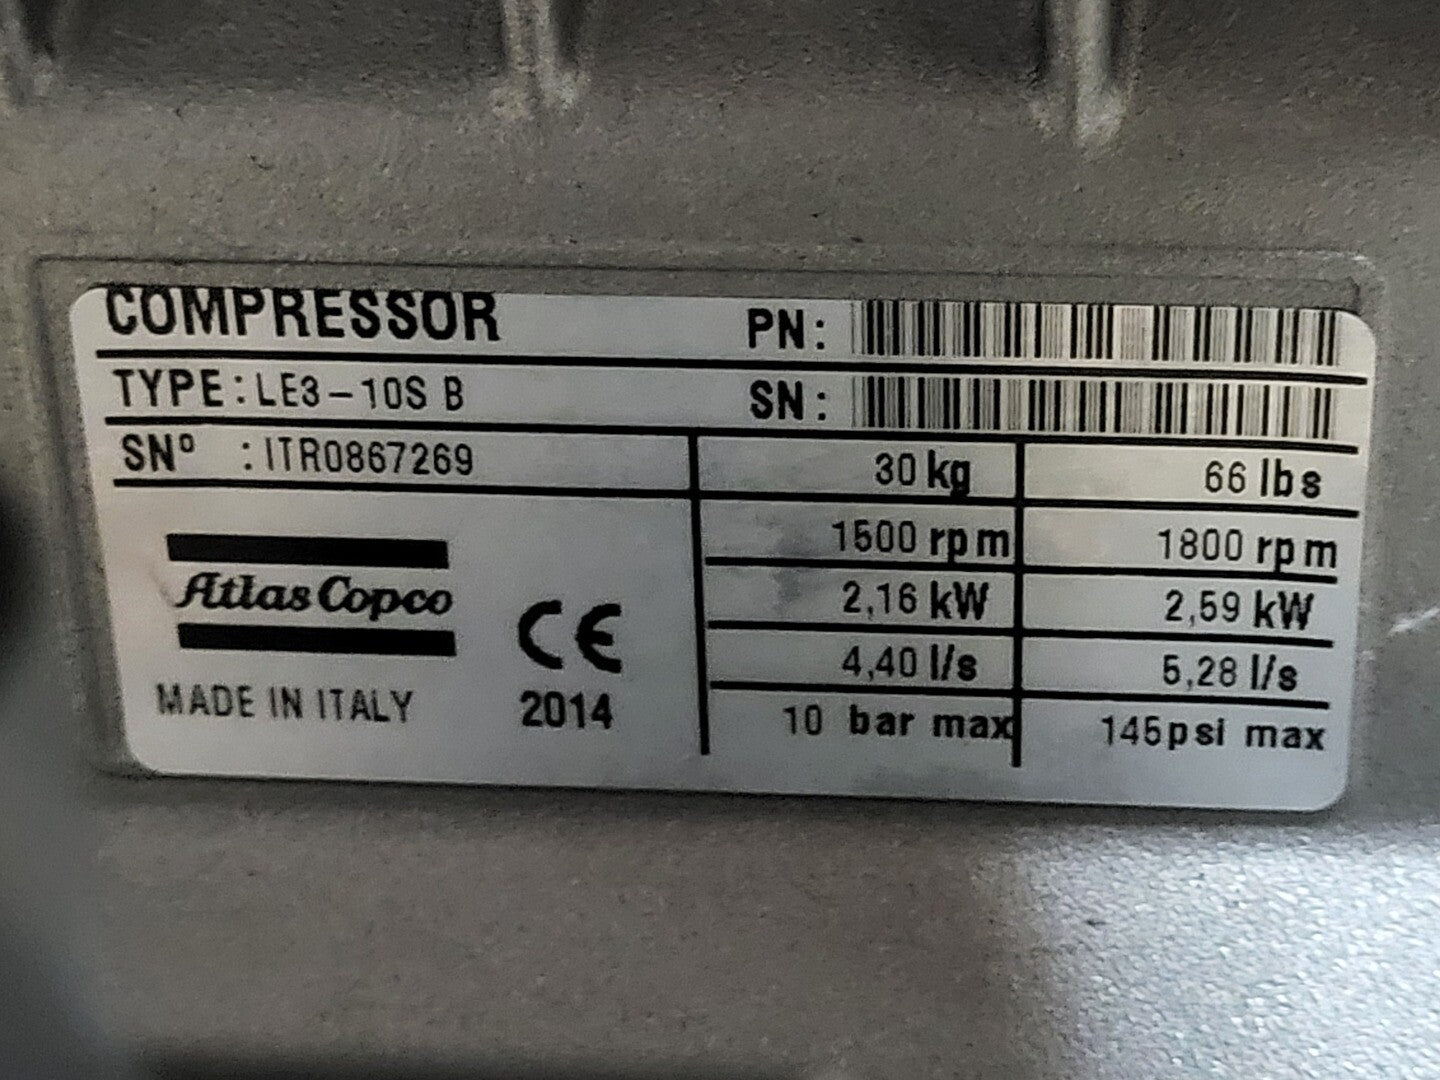 COMPRESSOR PN:
TYPE: LE3-10S B SN:
SNº : ITR0867269 30 kg 66 lbs
1500 rpm 1800 rpm
2,16 kW 2,59 kW
4,40 l/s 5,28 l/s
10 bar max 145psi max
Atlas Copco
CE
MADE IN ITALY 2014